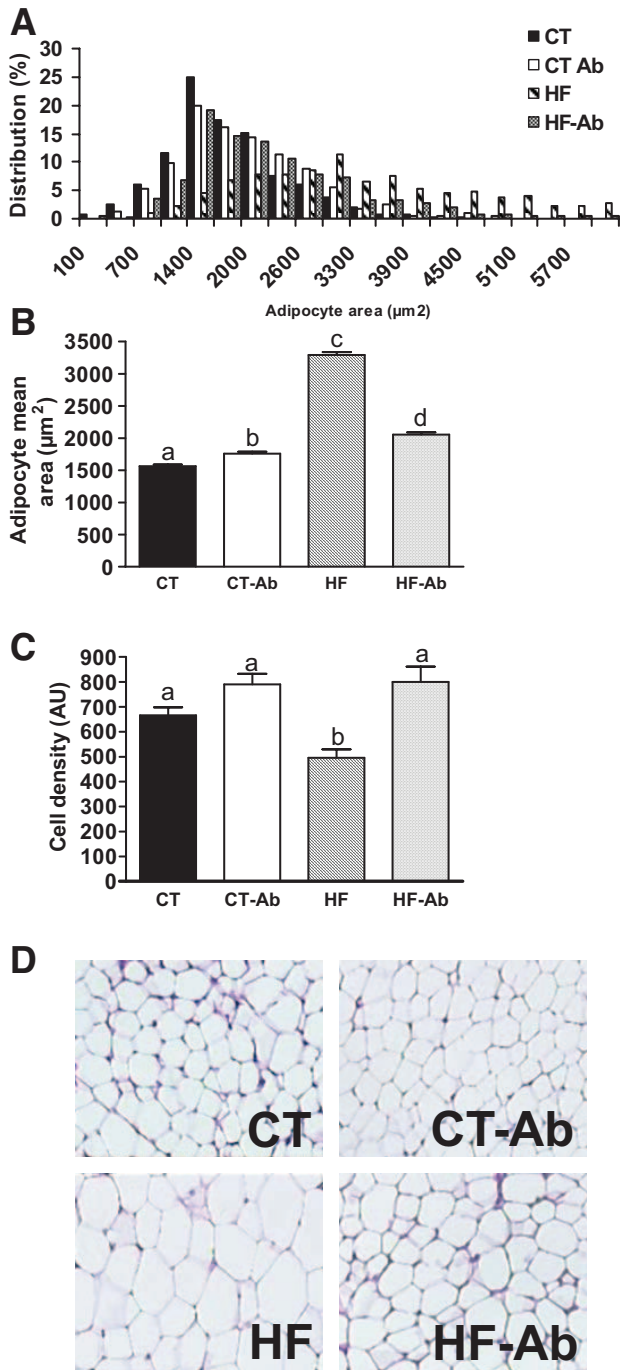 A
Distribution (%)
30
25
20
15
10
5
0
100
700
1400
2000
2600
3300
3900
4500
5100
5700
Adipocyte area (µm2)
CT
CT Ab
HF
HF-Ab
B
Adipocyte mean
area (µm²)
3500
3000
2500
2000
1500
1000
500
0
a
b
c
d
CT
CT-Ab
HF
HF-Ab
C
Cell density (AU)
900
800
700
600
500
400
300
200
100
0
a
a
b
a
CT
CT-Ab
HF
HF-Ab
D
CT
CT-Ab
HF
HF-Ab